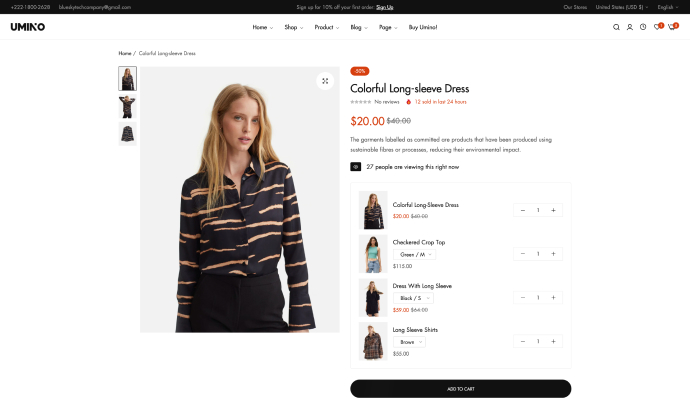 +222-1800-2628 blueskytechcompany@gmail.com Sign up for 10% off your first order. Sign Up Our Stores United States (USD $) English
UMINO Home Shop Product Blog Page Buy Umino!
Home / Colorful Long-sleeve Dress
-50%
Colorful Long-sleeve Dress
No reviews 12 sold in last 24 hours
$20.00 $40.00
The garments labelled as committed are products that have been produced using
sustainable fibres or processes, reducing their environmental impact.
27 people are viewing this right now
Colorful Long-Sleeve Dress
$20.00 $40.00
1
Checkered Crop Top
Green / M
$115.00
1
Dress With Long Sleeve
Black / S
$39.00 $64.00
1
Long Sleeve Shirts
Brown
$55.00
1
ADD TO CART